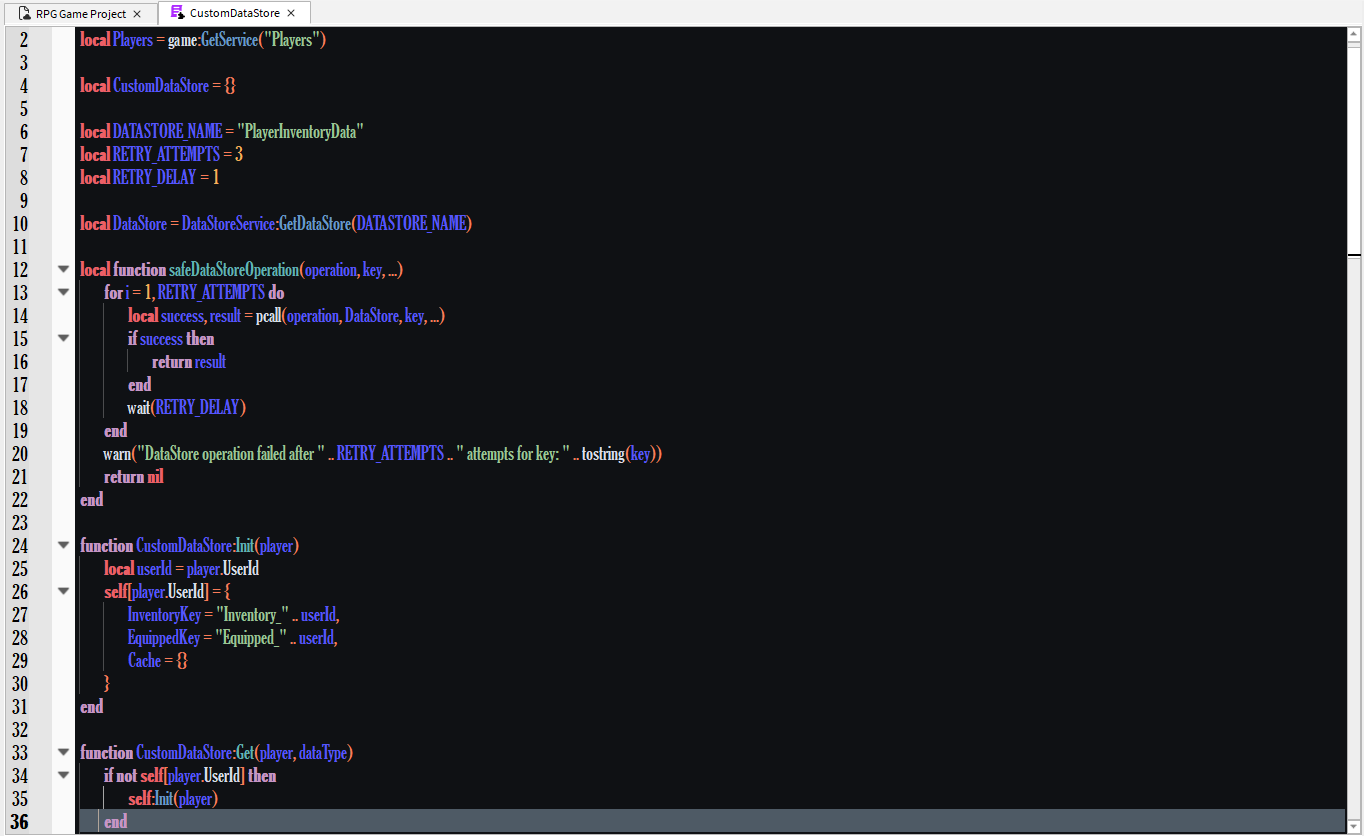 RPG Game Project × CustomDataStore ×
2 local Players = game:GetService("Players")
3
4 local CustomDataStore = {}
5
6 local DATASTORE_NAME = "PlayerInventoryData"
7 local RETRY_ATTEMPTS = 3
8 local RETRY_DELAY = 1
9
10 local DataStore = DataStoreService:GetDataStore(DATASTORE_NAME)
11
12 local function safeDataStoreOperation(operation, key, ...)
13 for i = 1, RETRY_ATTEMPTS do
14 local success, result = pcall(operation, DataStore, key, ...)
15 if success then
16 return result
17 end
18 wait(RETRY_DELAY)
19 end
20 warn("DataStore operation failed after " .. RETRY_ATTEMPTS .. " attempts for key: " .. tostring(key))
21 return nil
22 end
23
24 function CustomDataStore:Init(player)
25 local userId = player.UserId
26 self[player.UserId] = {
27 InventoryKey = "Inventory_" .. userId,
28 EquippedKey = "Equipped_" .. userId,
29 Cache = {}
30 }
31 end
32
33 function CustomDataStore:Get(player, dataType)
34 if not self[player.UserId] then
35 self:Init(player)
36 end